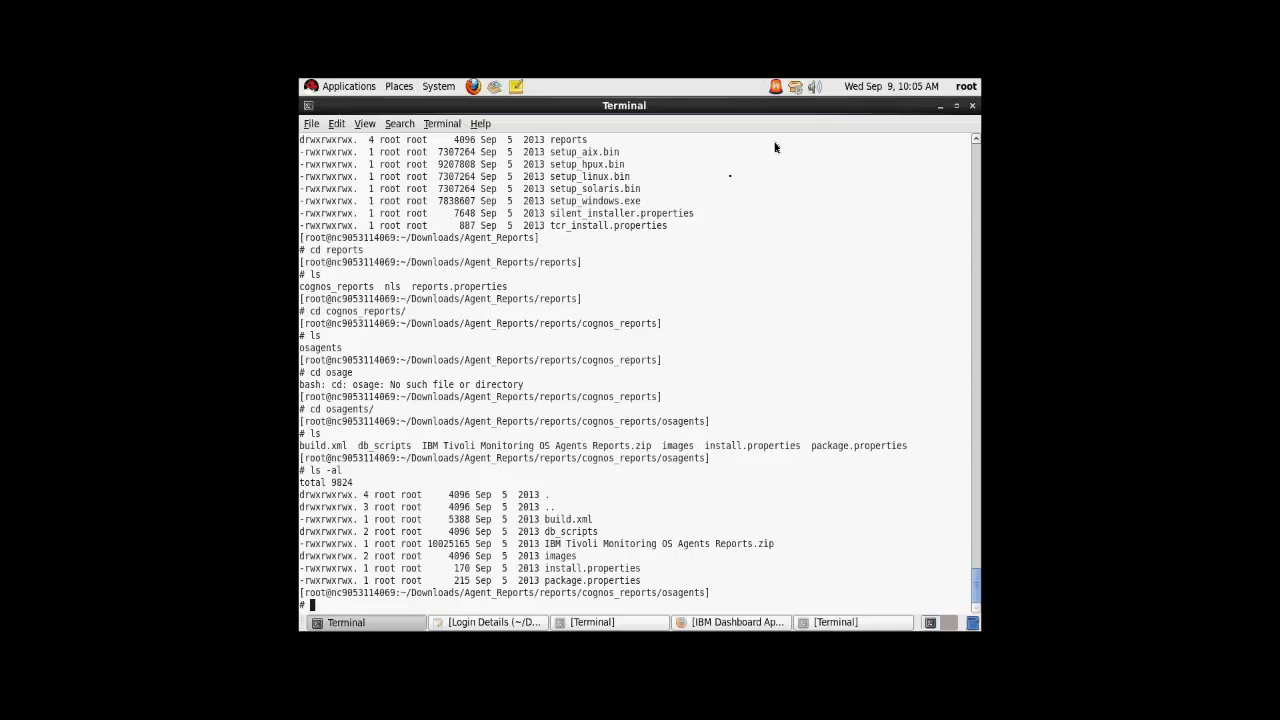 Applications Places System Wed Sep 9, 10:05 AM root
Terminal
File Edit View Search Terminal Help
drwxrwxrwx. 4 root root 4096 Sep 5 2013 reports
-rwxrwxrwx. 1 root root 7307264 Sep 5 2013 setup_aix.bin
-rwxrwxrwx. 1 root root 9207808 Sep 5 2013 setup_hpux.bin
-rwxrwxrwx. 1 root root 7307264 Sep 5 2013 setup_linux.bin
-rwxrwxrwx. 1 root root 7307264 Sep 5 2013 setup_solaris.bin
-rwxrwxrwx. 1 root root 7838607 Sep 5 2013 setup_windows.exe
-rwxrwxrwx. 1 root root 7648 Sep 5 2013 silent_installer.properties
-rwxrwxrwx. 1 root root 887 Sep 5 2013 tcr_install.properties
[root@nc9053114069:~/Downloads/Agent_Reports]
# cd reports
[root@nc9053114069:~/Downloads/Agent_Reports/reports]
# ls
cognos_reports nls reports.properties
[root@nc9053114069:~/Downloads/Agent_Reports/reports]
# cd cognos_reports/
[root@nc9053114069:~/Downloads/Agent_Reports/reports/cognos_reports]
# ls
osagents
[root@nc9053114069:~/Downloads/Agent_Reports/reports/cognos_reports]
# cd osage
bash: cd: osage: No such file or directory
[root@nc9053114069:~/Downloads/Agent_Reports/reports/cognos_reports]
# cd osagents/
[root@nc9053114069:~/Downloads/Agent_Reports/reports/cognos_reports/osagents]
# ls
build.xml db_scripts IBM Tivoli Monitoring OS Agents Reports.zip images install.properties package.properties
[root@nc9053114069:~/Downloads/Agent_Reports/reports/cognos_reports/osagents]
# ls -al
total 9824
drwxrwxrwx. 4 root root 4096 Sep 5 2013 .
drwxrwxrwx. 3 root root 4096 Sep 5 2013 ..
-rwxrwxrwx. 1 root root 5388 Sep 5 2013 build.xml
drwxrwxrwx. 2 root root 4096 Sep 5 2013 db_scripts
-rwxrwxrwx. 1 root root 10025165 Sep 5 2013 IBM Tivoli Monitoring OS Agents Reports.zip
drwxrwxrwx. 2 root root 4096 Sep 5 2013 images
-rwxrwxrwx. 1 root root 170 Sep 5 2013 install.properties
-rwxrwxrwx. 1 root root 215 Sep 5 2013 package.properties
[root@nc9053114069:~/Downloads/Agent_Reports/reports/cognos_reports/osagents]
#
Terminal [Login Details (~/D... [Terminal] [IBM Dashboard Ap... [Terminal]